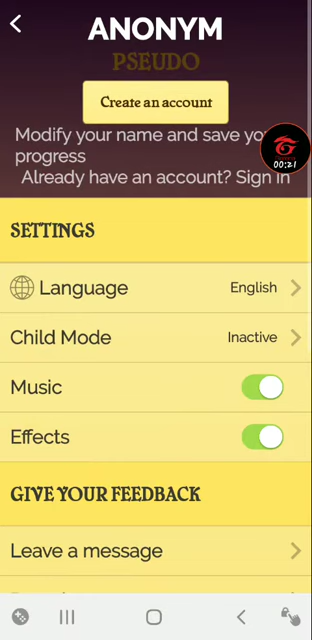 ANONYM
PSEUDO
Create an account
Modify your name and save your
progress
Already have an account? Sign in
00:21
SETTINGS
Language English
Child Mode Inactive
Music
Effects
GIVE YOUR FEEDBACK
Leave a message